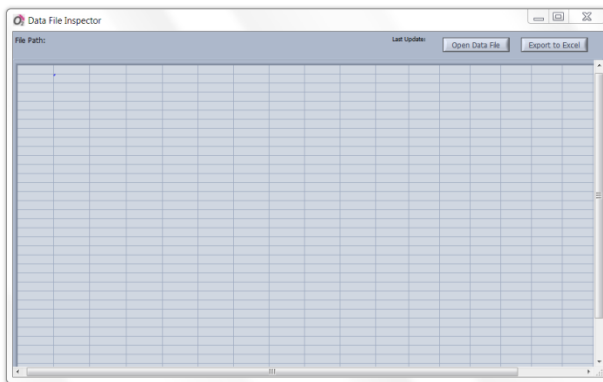 Data File Inspector
File Path:
Last Update:
Open Data File
Export to Excel